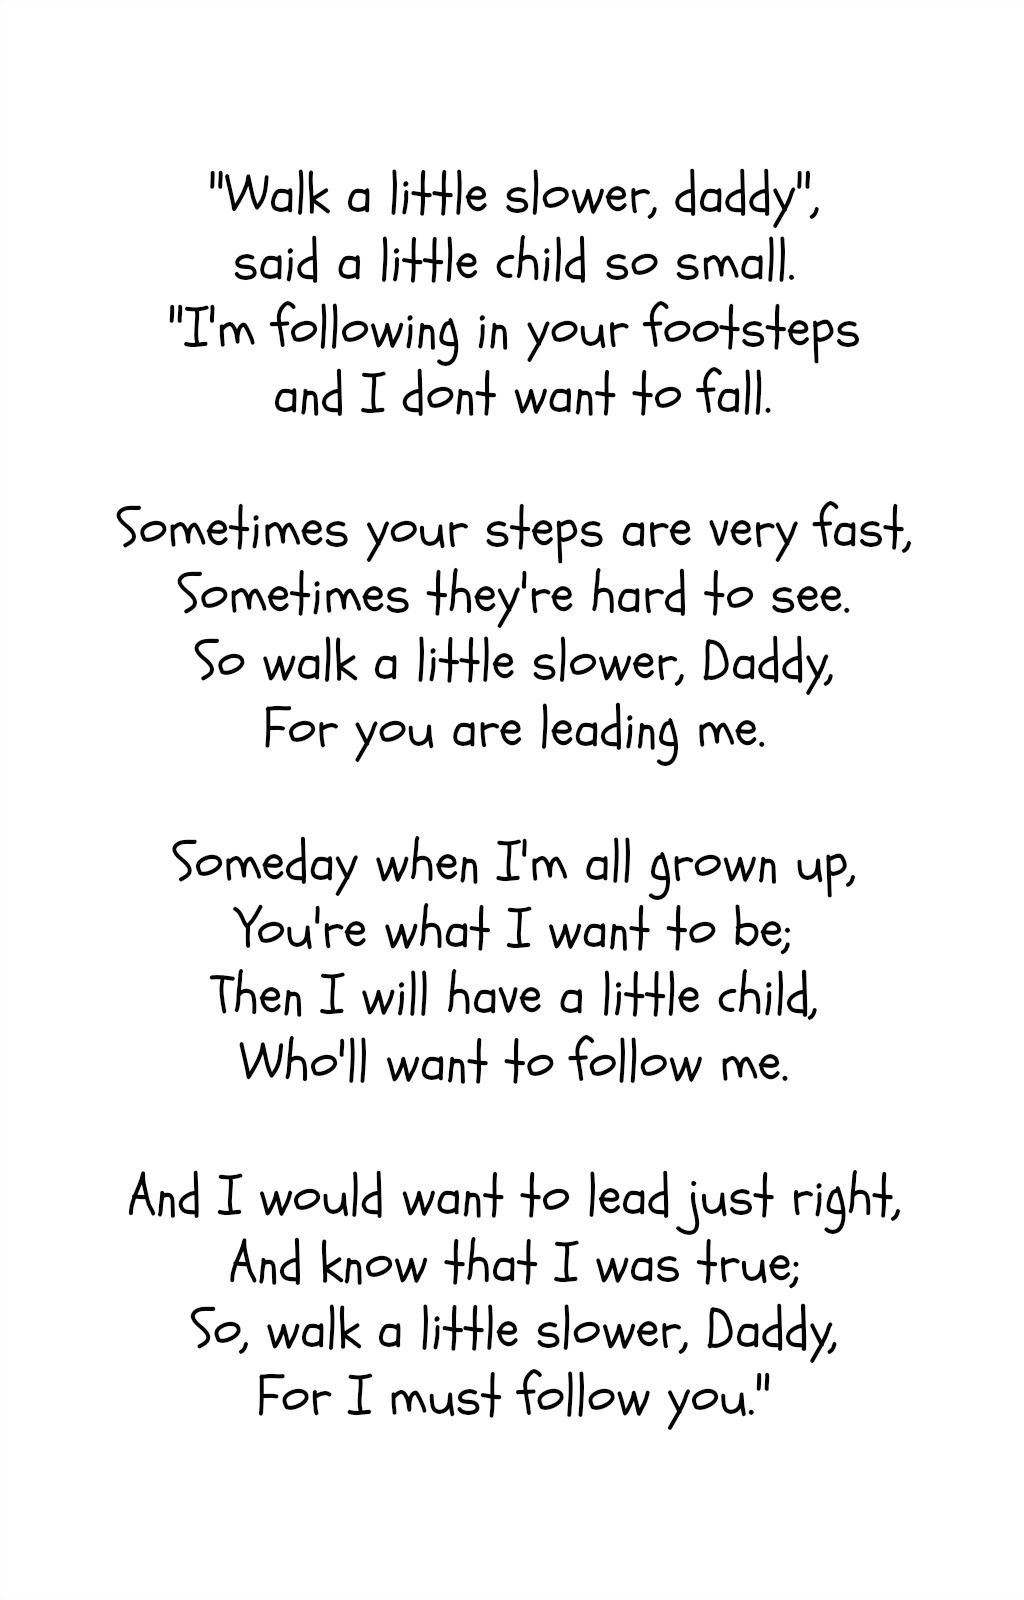 "Walk a little slower, daddy",
said a little child so small.
"I'm following in your footsteps
and I dont want to fall.
Sometimes your steps are very fast,
Sometimes they're hard to see.
So walk a little slower, Daddy,
For you are leading me.
Someday when I'm all grown up,
You're what I want to be;
Then I will have a little child,
Who'll want to follow me.
And I would want to lead just right,
And know that I was true;
So, walk a little slower, Daddy,
For I must follow you."